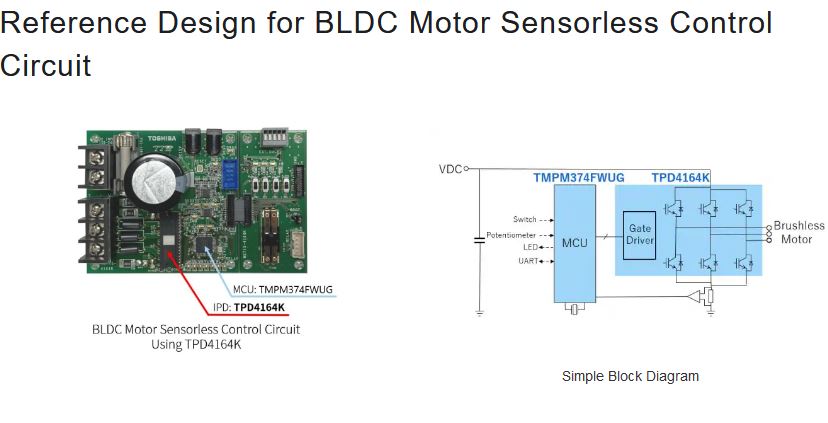 Reference Design for BLDC Motor Sensorless Control
Circuit
TOSHIBA
MCU: TMPM374FWUG
IPD: TPD4164K
BLDC Motor Sensorless Control Circuit
Using TPD4164K
VDC
TMPM374FWUG
TPD4164K
Switch
Potentiometer
LED
UART
MCU
Gate
Driver
Brushless
Motor
Simple Block Diagram